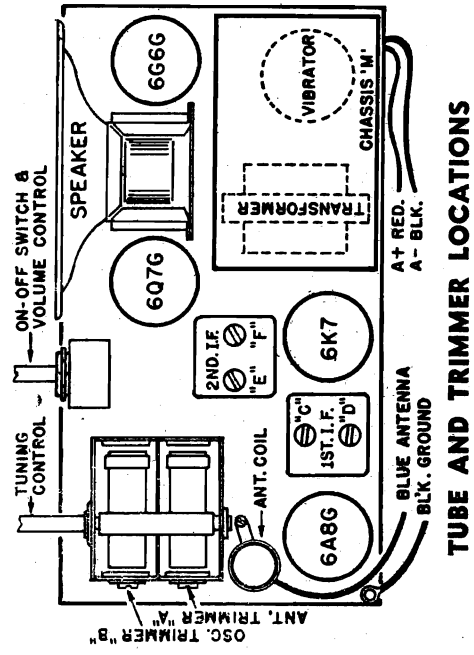 TUBE AND TRIMMER LOCATIONS
TUNING
CONTROL
ON-OFF SWITCH &
VOLUME CONTROL
SPEAKER
6G6G
6Q7G
VIBRATOR
CHASSIS 'M'
TRANSFORMER
2ND. I.F.
"E" "F"
6K7
"C"
1ST. I.F.
"D"
ANT. COIL
6A8G
OSC. TRIMMER "B"
ANT. TRIMMER "A"
BLUE ANTENNA
BL'K. GROUND
A+ RED.
A- BLK.